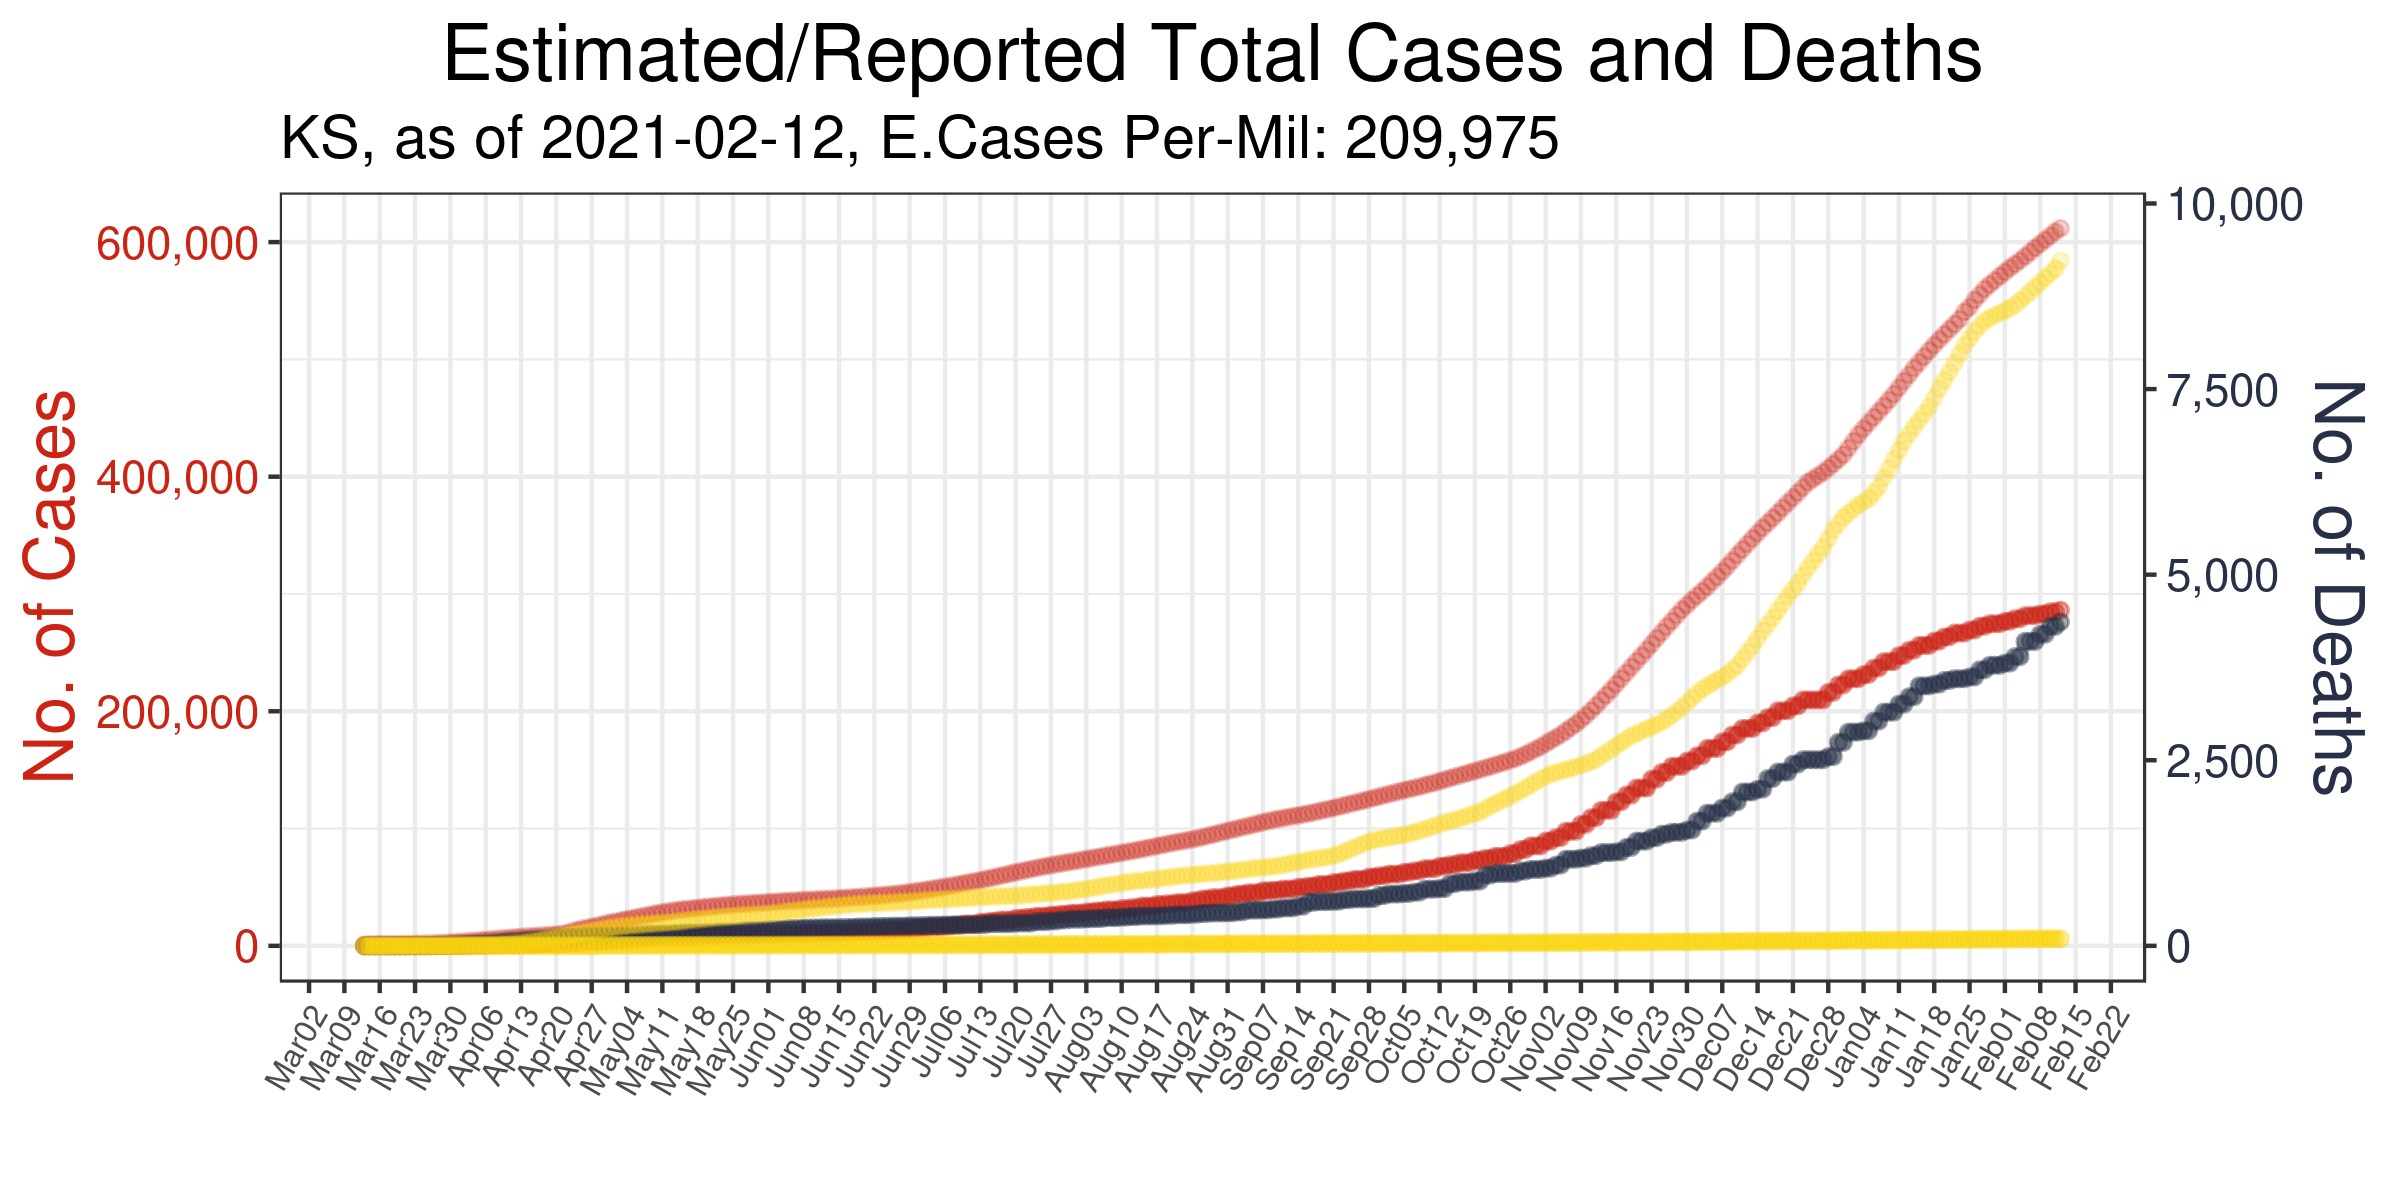 Estimated/Reported Total Cases and Deaths
KS, as of 2021-02-12, E.Cases Per-Mil: 209,975
No. of Cases
600,000
400,000
200,000
0
10,000
7,500
5,000
2,500
0
No. of Deaths
Mar02
Mar09
Mar16
Mar23
Mar30
Apr06
Apr13
Apr20
Apr27
May04
May11
May18
May25
Jun01
Jun08
Jun15
Jun22
Jun29
Jul06
Jul13
Jul20
Jul27
Aug03
Aug10
Aug17
Aug24
Aug31
Sep07
Sep14
Sep21
Sep28
Oct05
Oct12
Oct19
Oct26
Nov02
Nov09
Nov16
Nov23
Nov30
Dec07
Dec14
Dec21
Dec28
Jan04
Jan11
Jan18
Jan25
Feb01
Feb08
Feb15
Feb22